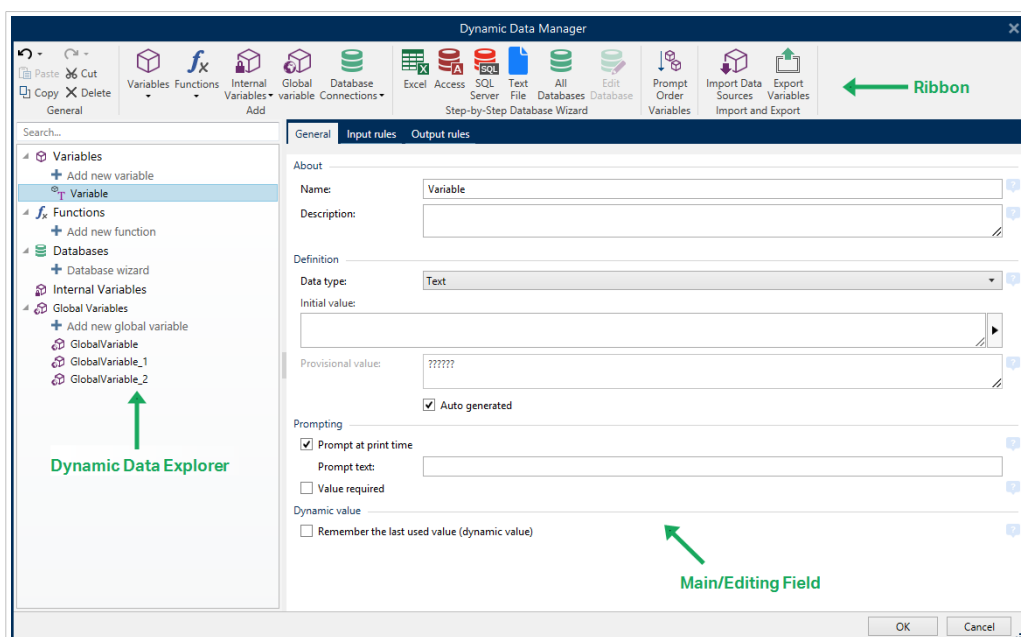 Dynamic Data Manager
Paste Cut
Copy Delete
General
Variables Functions Internal Variables Global variable Database Connections
Add
Excel Access SQL Server Text File All Databases Edit Database
Step-by-Step Database Wizard
Prompt Order
Variables
Import Data Sources Export Variables
Import and Export
Ribbon
Search...
General Input rules Output rules
Variables
Add new variable
Variable
Functions
Add new function
Databases
Database wizard
Internal Variables
Global Variables
Add new global variable
GlobalVariable
GlobalVariable_1
GlobalVariable_2
Dynamic Data Explorer
About
Name: Variable
Description:
Definition
Data type: Text
Initial value:
Provisional value: ??????
Auto generated
Prompting
Prompt at print time
Prompt text:
Value required
Dynamic value
Remember the last used value (dynamic value)
Main/Editing Field
OK Cancel